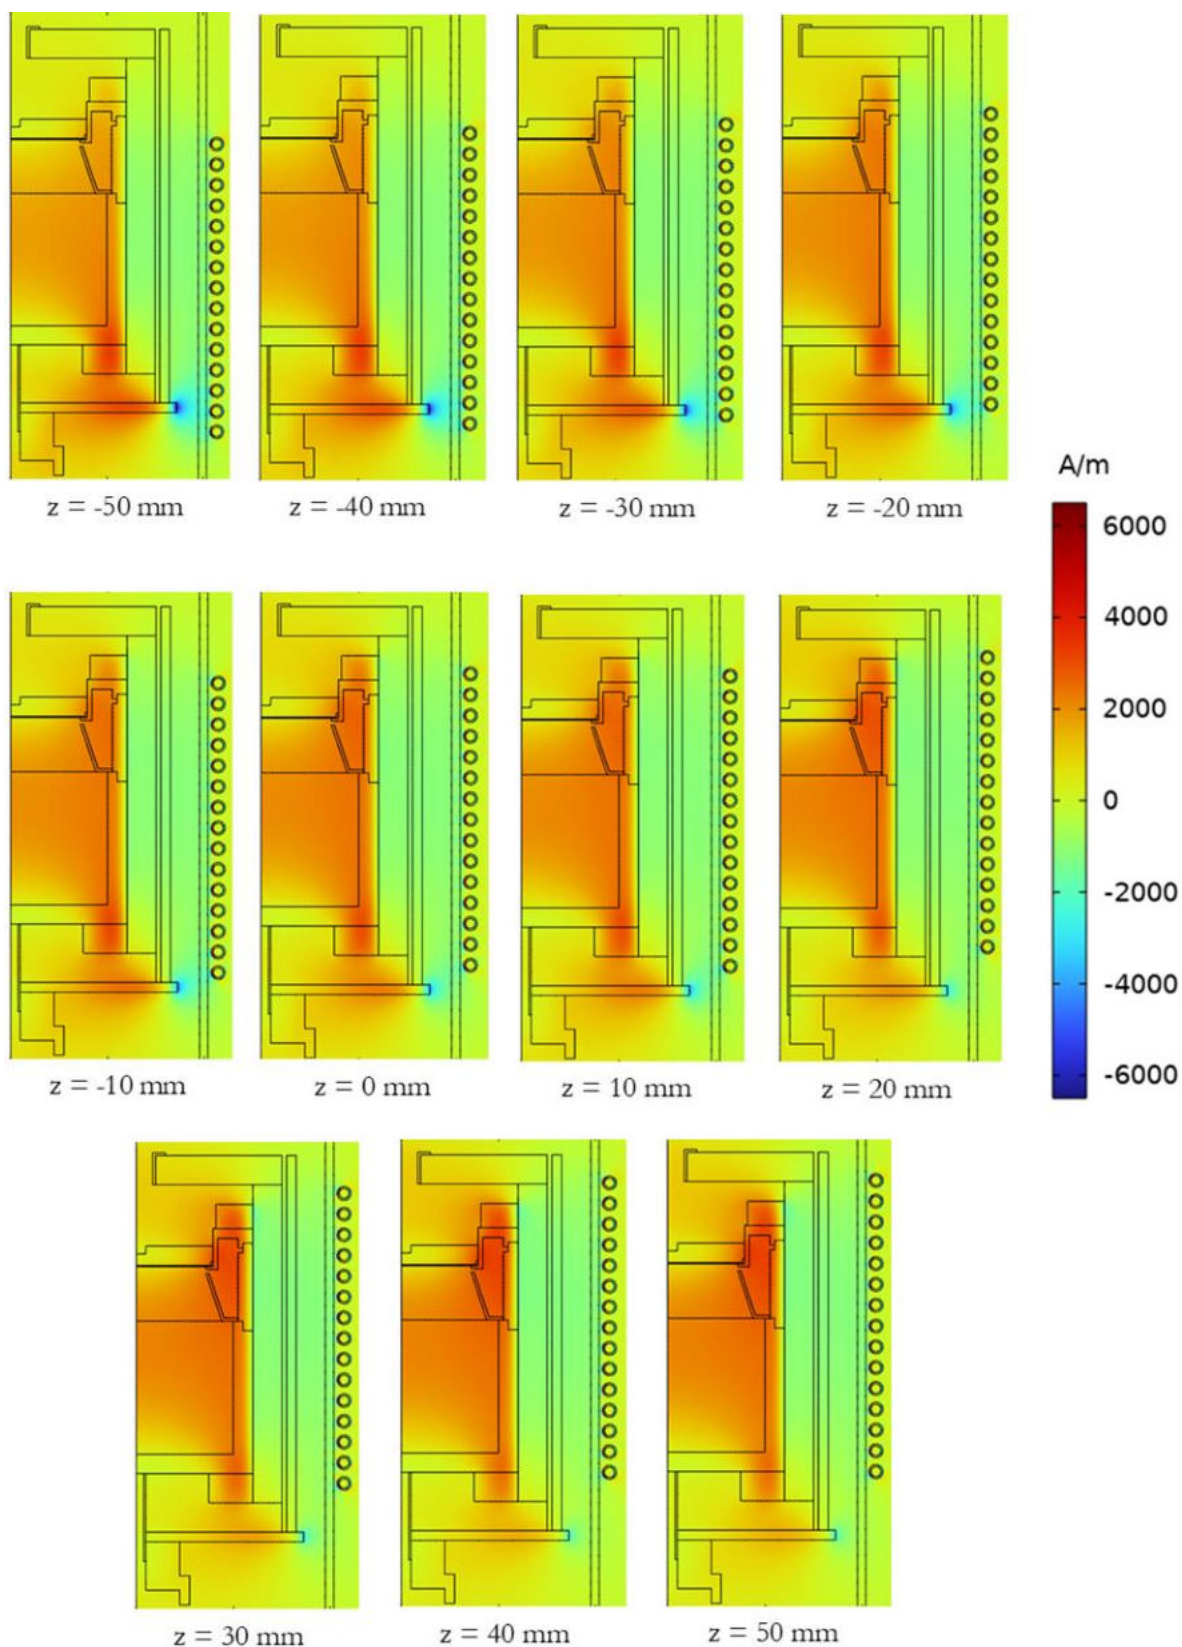 z = -50 mm
z = -40 mm
z = -30 mm
z = -20 mm
A/m
6000
4000
2000
0
-2000
-4000
-6000
z = -10 mm
z = 0 mm
z = 10 mm
z = 20 mm
z = 30 mm
z = 40 mm
z = 50 mm